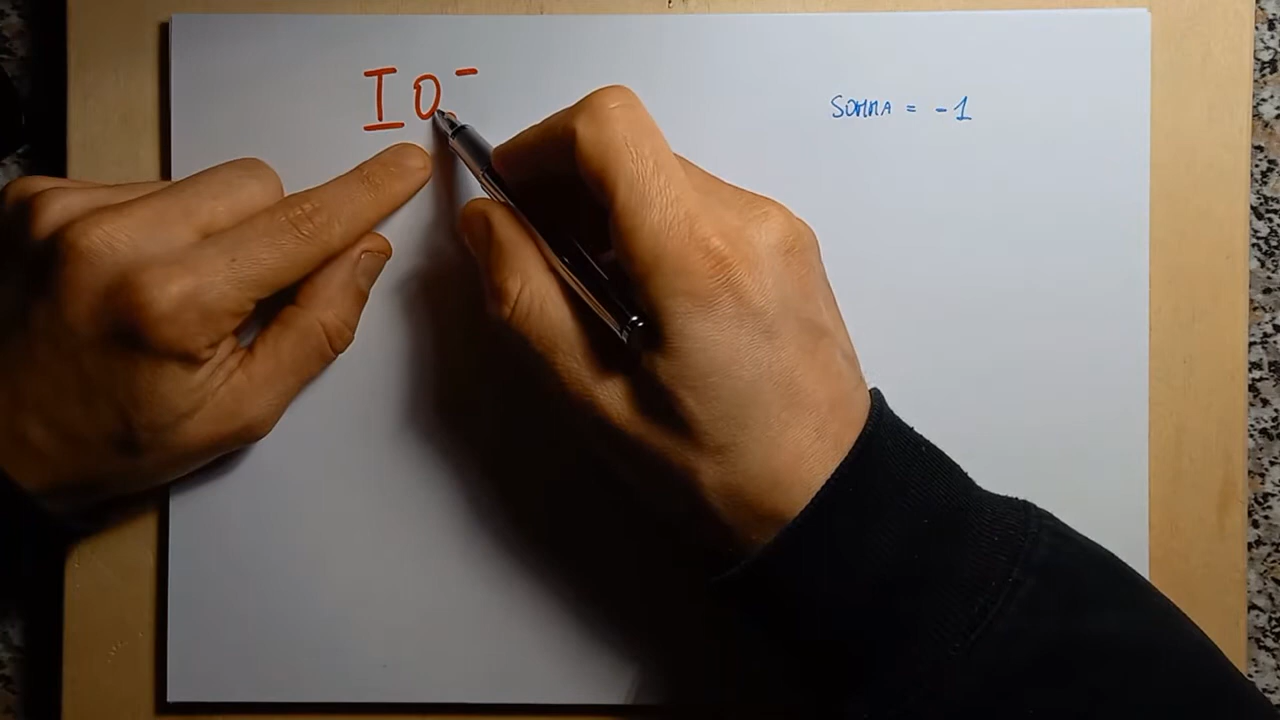 IO⁻
SOMMA = -1